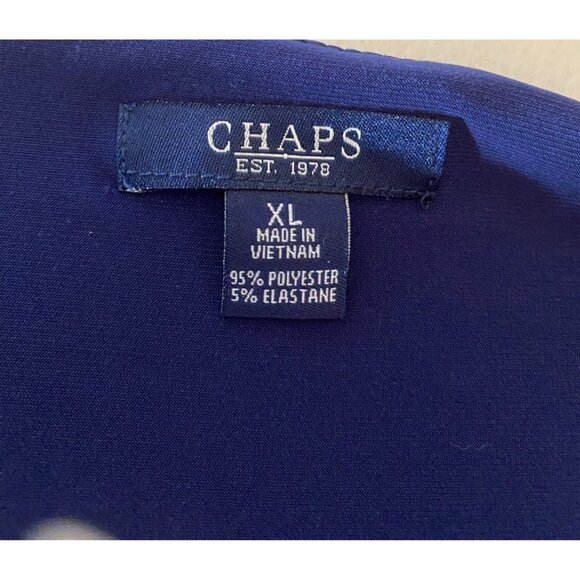 CHAPS
EST. 1978
XL
MADE IN
VIETNAM
95% POLYESTER
5% ELASTANE